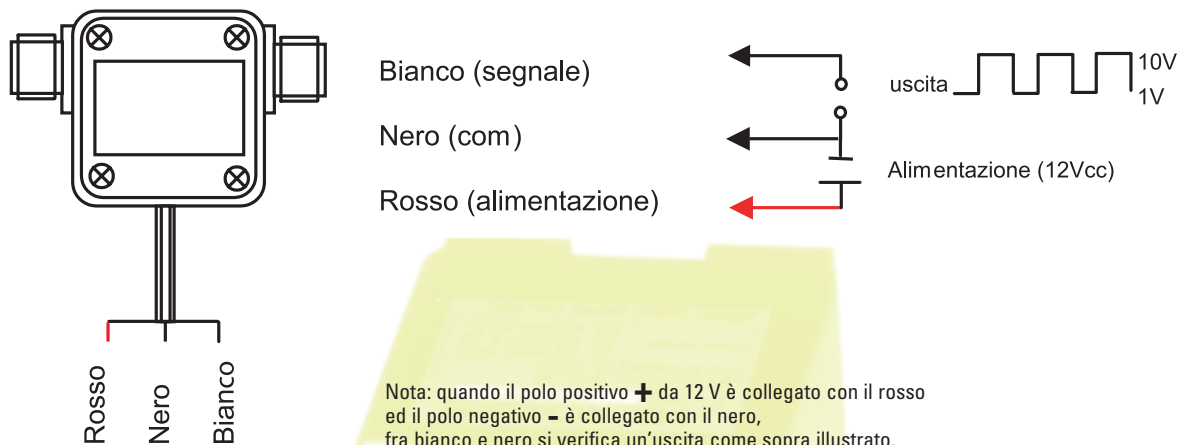 Bianco (segnale)
Nero (com)
Rosso (alimentazione)
uscita
10V
1V
Alimentazione (12Vcc)
Rosso
Nero
Bianco
Nota: quando il polo positivo + da 12 V è collegato con il rosso
ed il polo negativo - è collegato con il nero,
fra bianco e nero si verifica un'uscita come sopra illustrato.